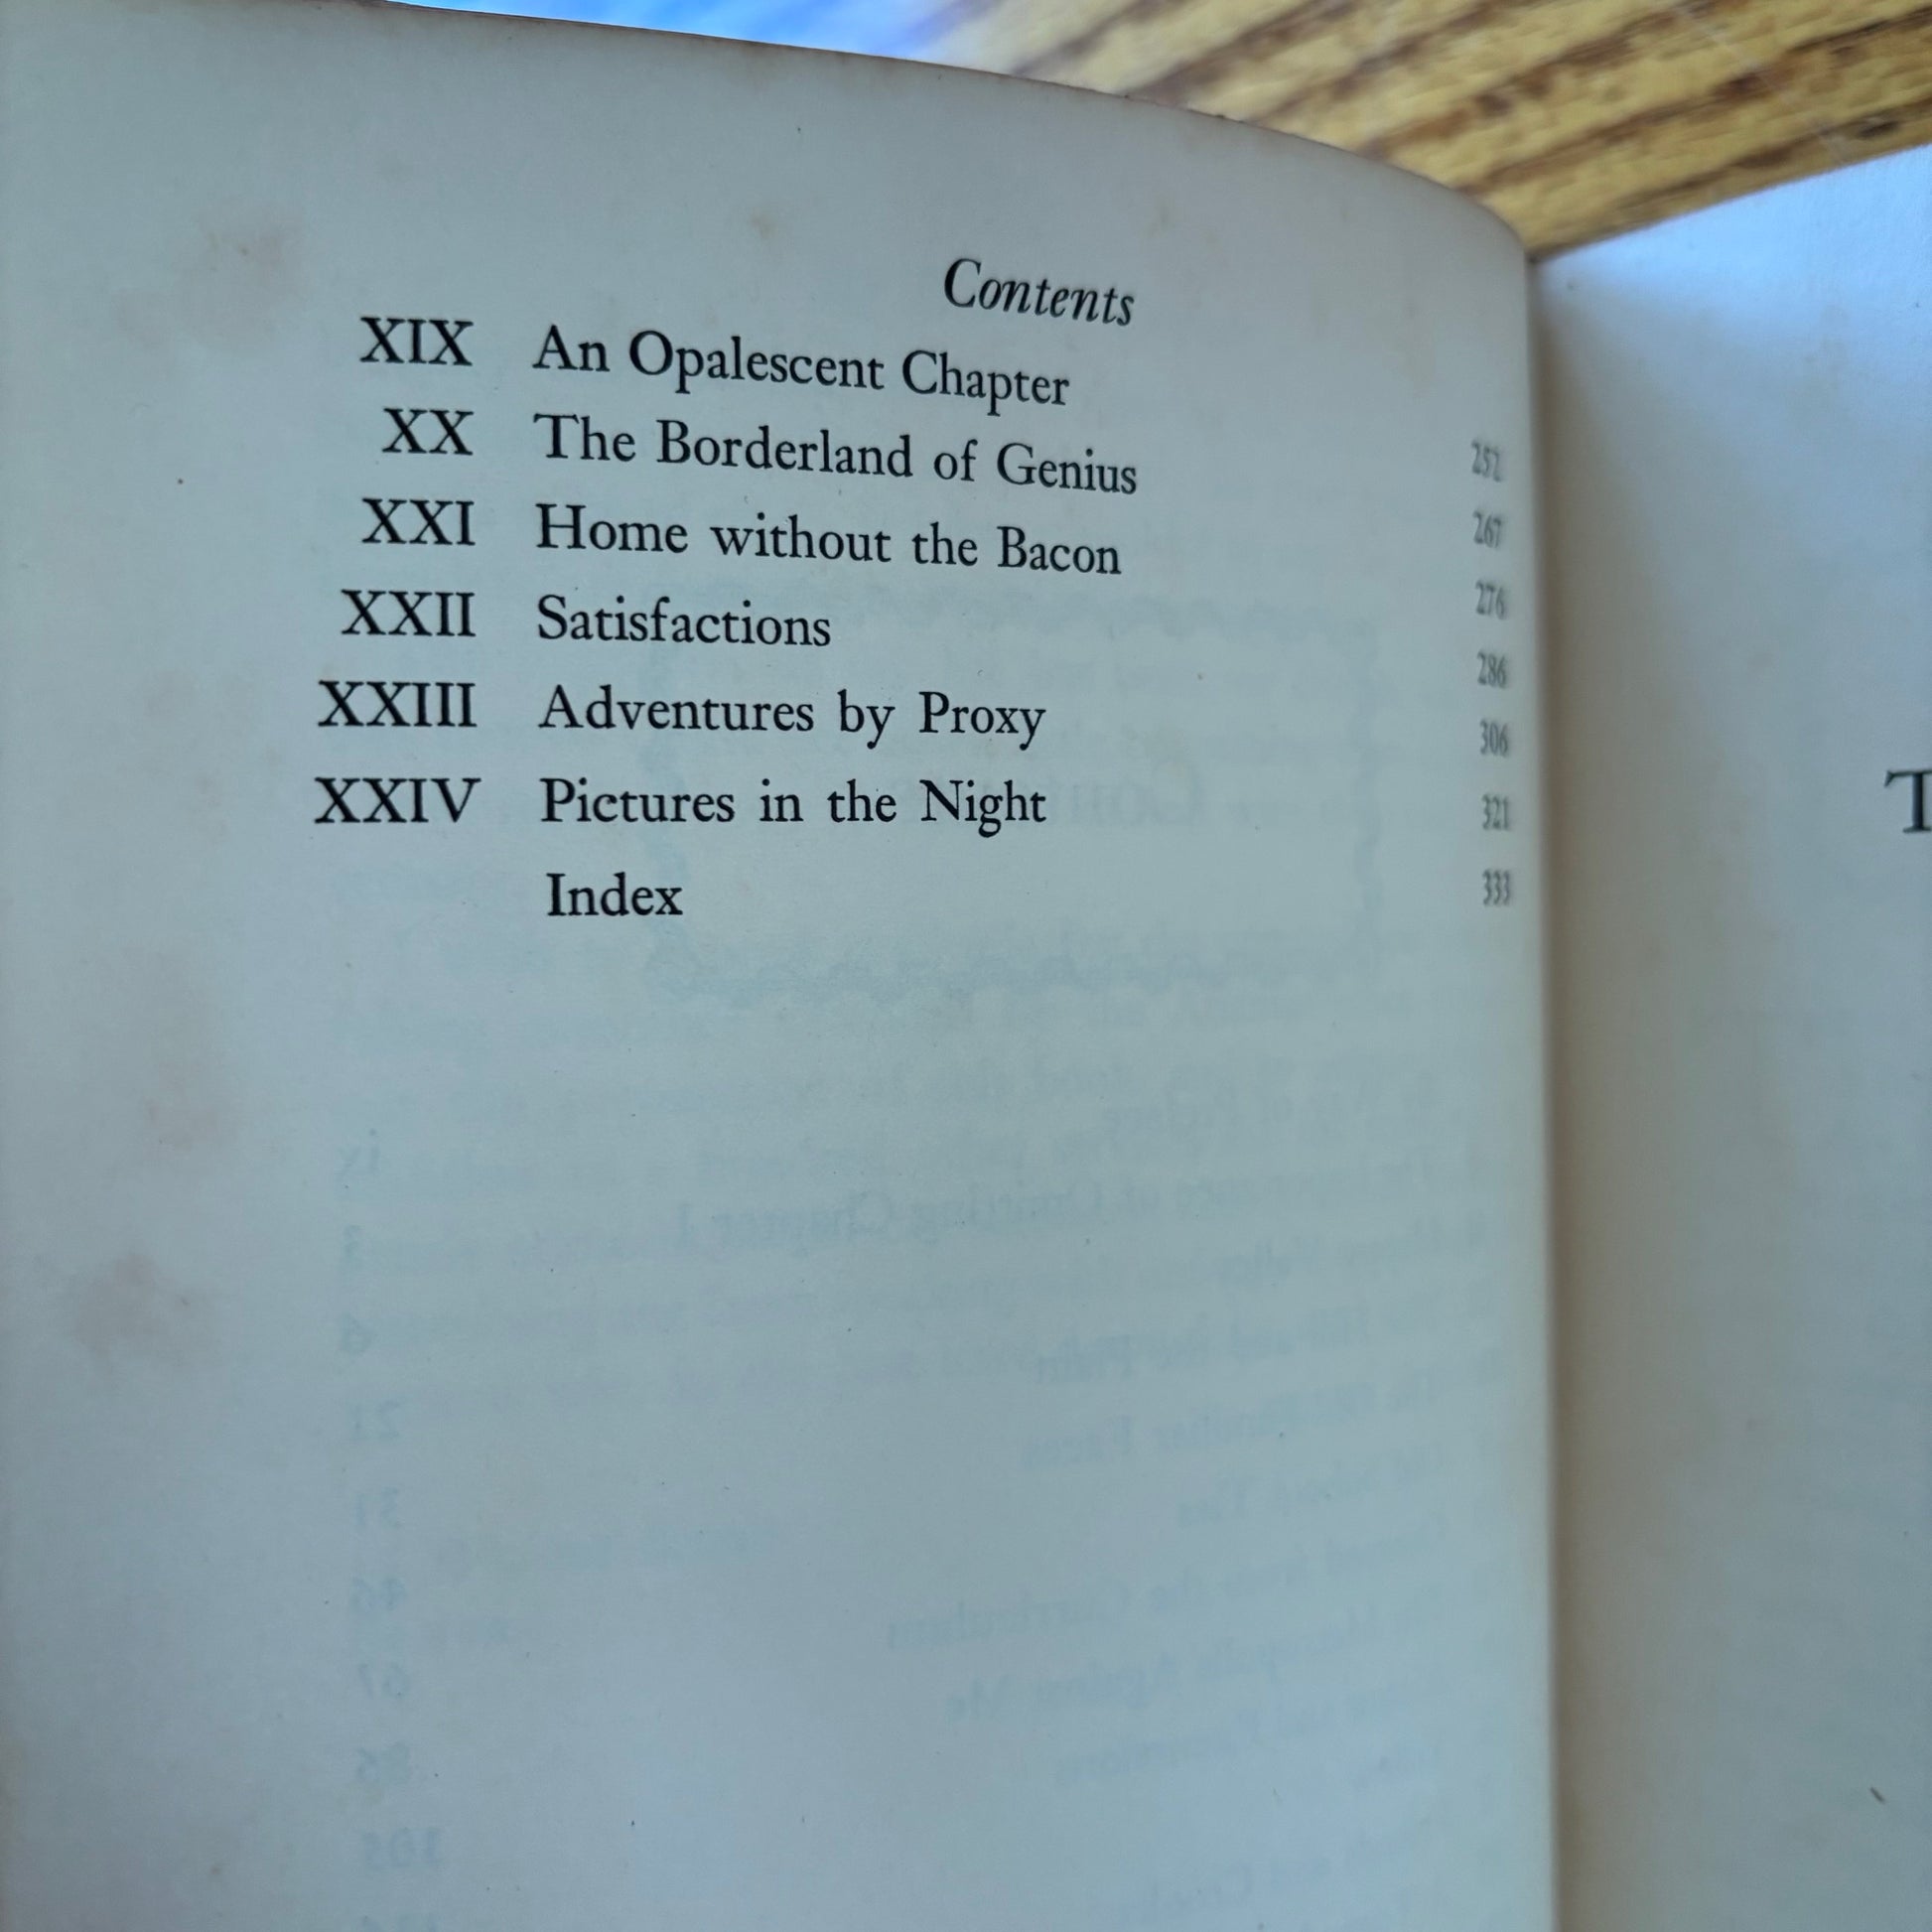 Contents
XIX An Opalescent Chapter 252
XX The Borderland of Genius 267
XXI Home without the Bacon 276
XXII Satisfactions 286
XXIII Adventures by Proxy 306
XXIV Pictures in the Night 321
Index 333
T